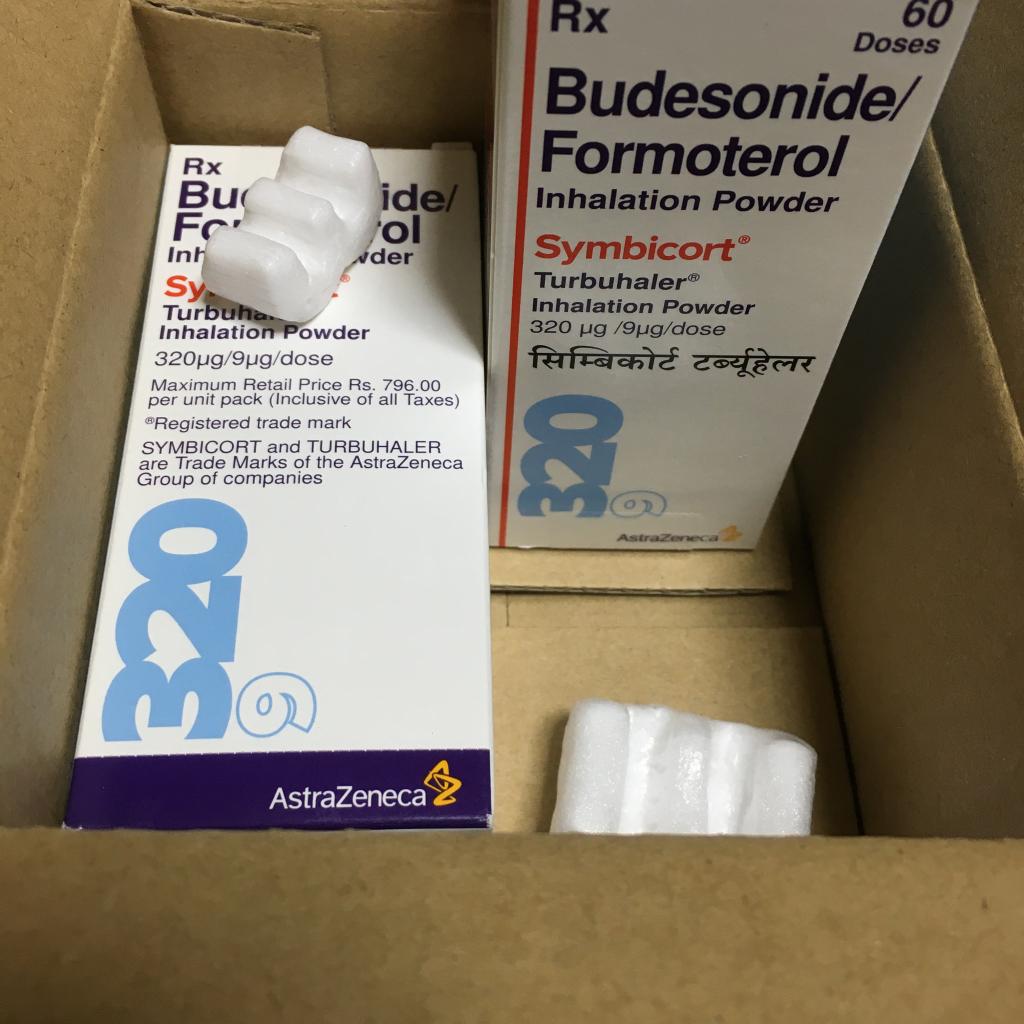 Rx
Bu ide/
Fo rol
Inh wder
Sy ®
Turbuha
Inhalation Powder
320µg/9µg/dose
Maximum Retail Price Rs. 796.00
per unit pack (Inclusive of all Taxes)
®Registered trade mark
SYMBICORT and TURBUHALER
are Trade Marks of the AstraZeneca
Group of companies
320
9
AstraZeneca
Rx
60
Doses
Budesonide/
Formoterol
Inhalation Powder
Symbicort®
Turbuhaler®
Inhalation Powder
320 µg /9µg/dose
सिम्बिकोर्ट टर्ब्यूहेलर
320
9
AstraZeneca